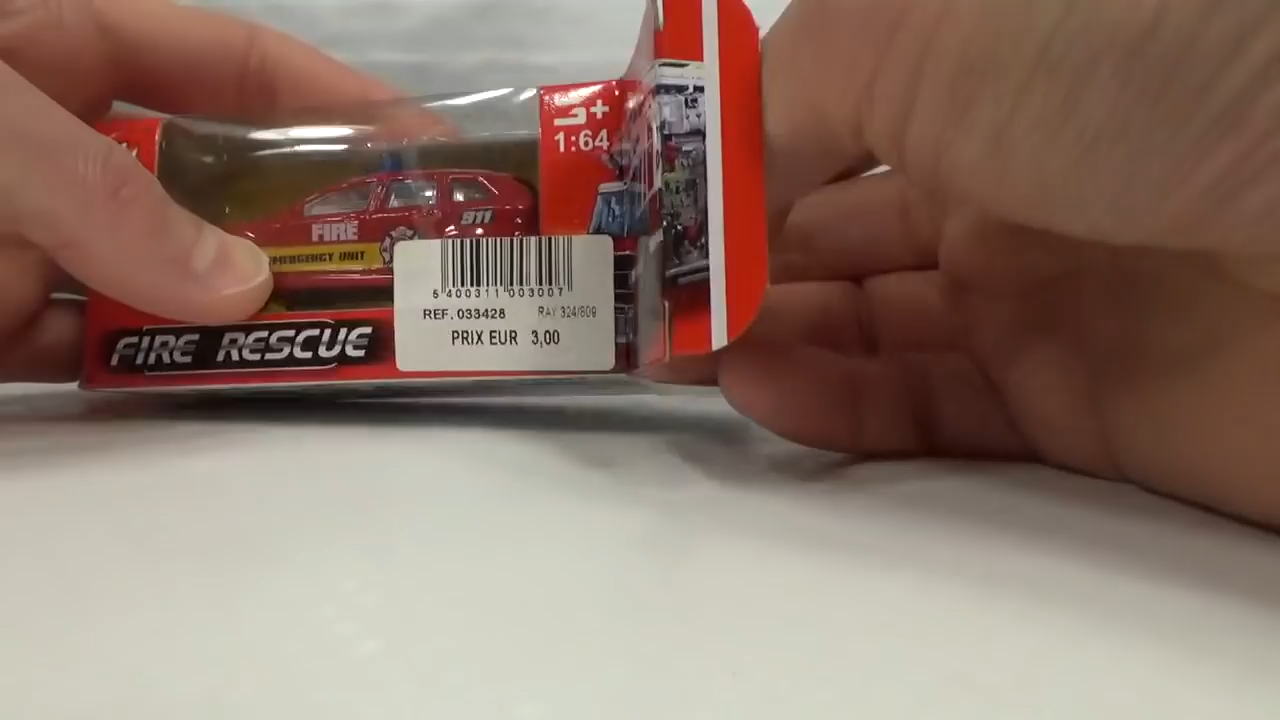 3+
1:64
911
FIRE
EMERGENCY UNIT
5 400311 003007
REF. 033428 RAY 324/809
PRIX EUR 3,00
FIRE RESCUE